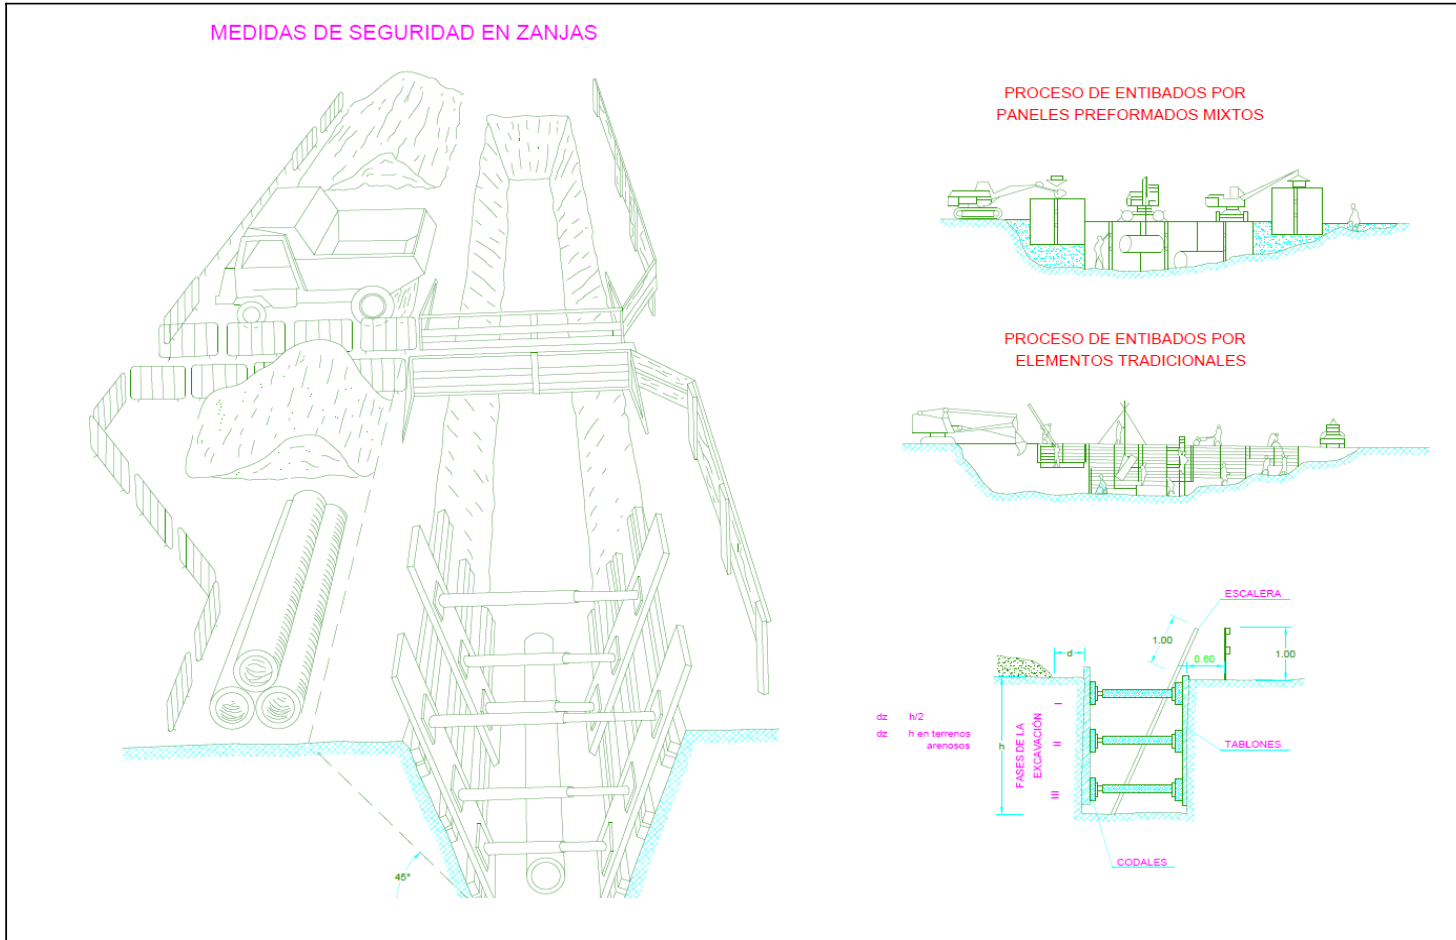 MEDIDAS DE SEGURIDAD EN ZANJAS
45°
PROCESO DE ENTIBADOS POR
PANELES PREFORMADOS MIXTOS
PROCESO DE ENTIBADOS POR
ELEMENTOS TRADICIONALES
ESCALERA
1.00
d
0.60
1.00
dz h/2
dz h en terrenos
arenosos
h
FASES DE LA
EXCAVACIÓN
I
II
III
TABLONES
CODALES